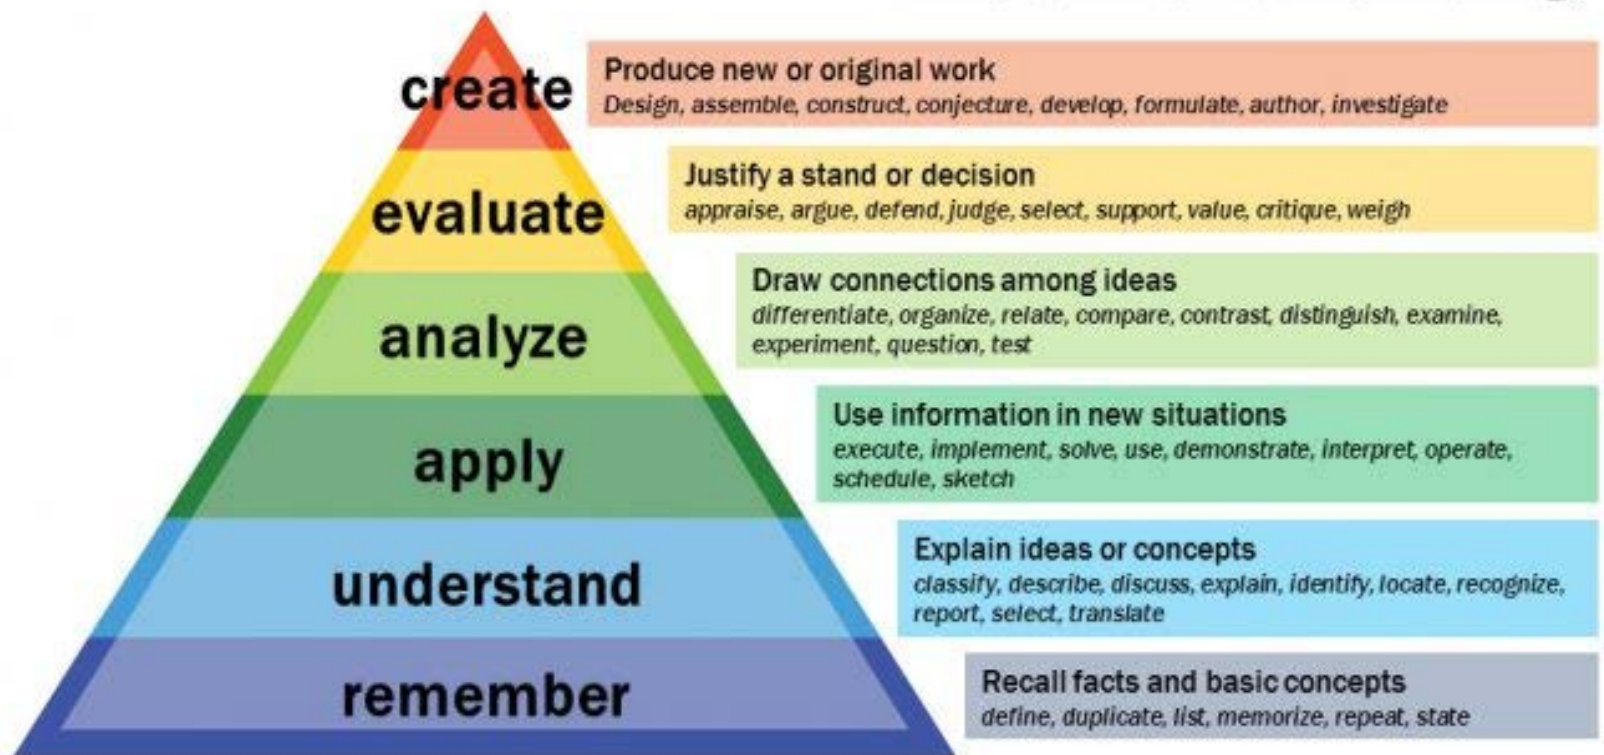 create
Produce new or original work
Design, assemble, construct, conjecture, develop, formulate, author, investigate
evaluate
Justify a stand or decision
appraise, argue, defend, judge, select, support, value, critique, weigh
analyze
Draw connections among ideas
differentiate, organize, relate, compare, contrast, distinguish, examine,
experiment, question, test
apply
Use information in new situations
execute, implement, solve, use, demonstrate, interpret, operate,
schedule, sketch
understand
Explain ideas or concepts
classify, describe, discuss, explain, identify, locate, recognize,
report, select, translate
remember
Recall facts and basic concepts
define, duplicate, list, memorize, repeat, state